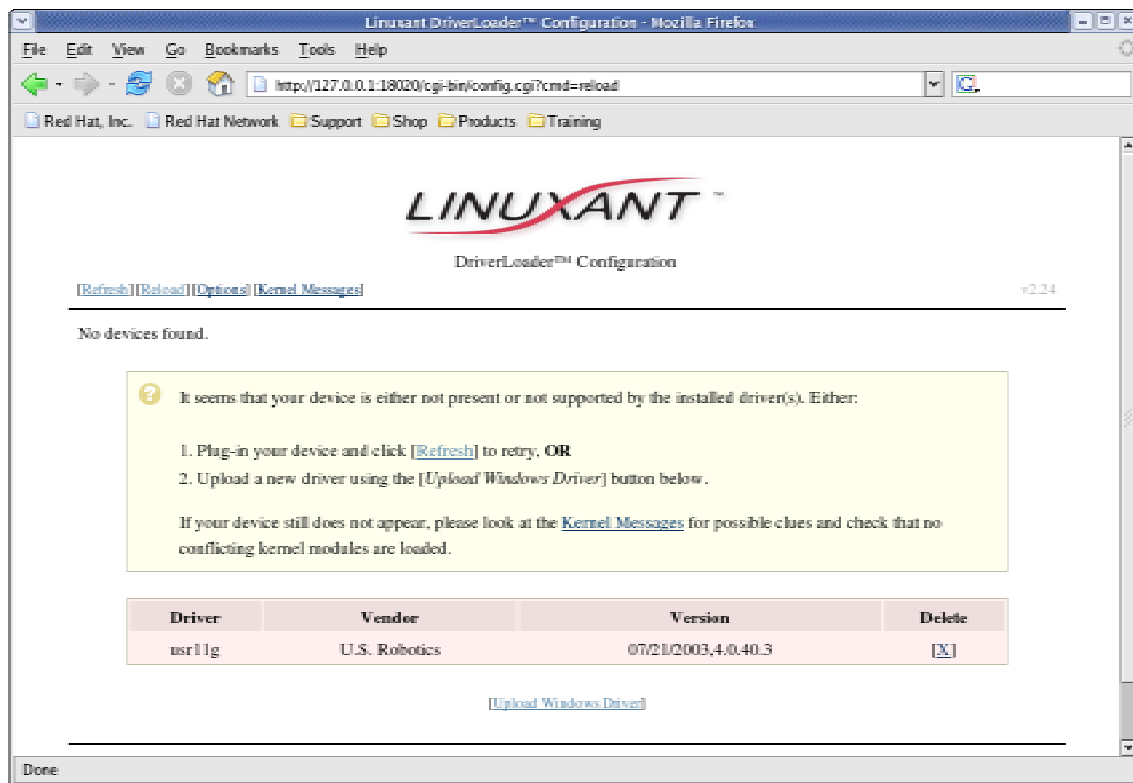 Linuxant DriverLoader™ Configuration - Mozilla Firefox
File Edit View Go Bookmarks Tools Help
http://127.0.0.1:18020/cgi-bin/config.cgi?cmd=reload
G
Red Hat, Inc. Red Hat Network Support Shop Products Training
LINUXANT ™
DriverLoader™ Configuration
[Refresh] [Reload] [Options] [Kernel Messages] v2.24
No devices found.
? It seems that your device is either not present or not supported by the installed driver(s). Either:
1. Plug-in your device and click [Refresh] to retry, OR
2. Upload a new driver using the [Upload Windows Driver] button below.
If your device still does not appear, please look at the Kernel Messages for possible clues and check that no
conflicting kernel modules are loaded.
Driver Vendor Version Delete
usr11g U.S. Robotics 07/21/2003,4.0.40.3 [X]
[Upload Windows Driver]
Done